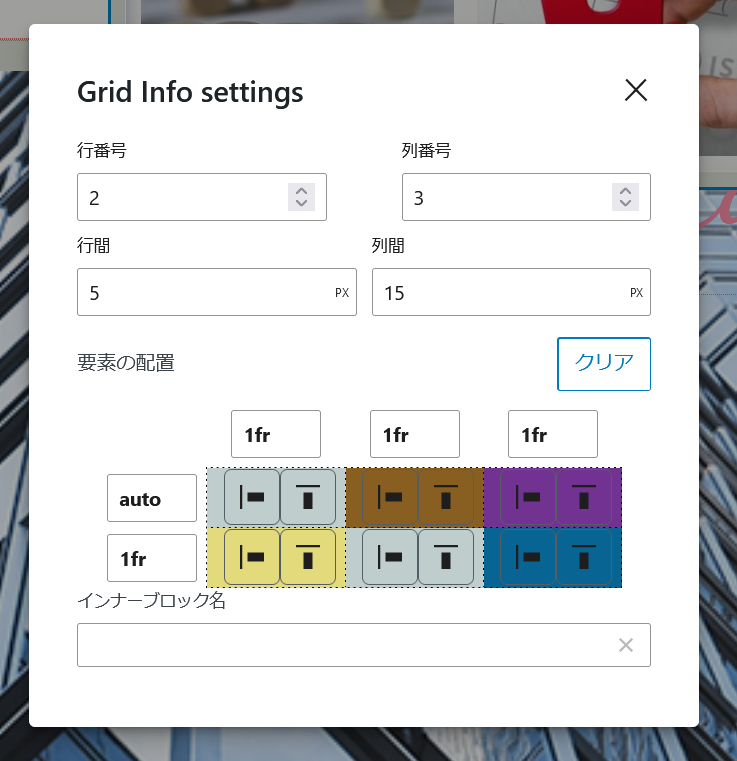 Grid Info settings
行番号
列番号
2
3
行間
列間
5 PX
15 PX
要素の配置
クリア
1fr
1fr
1fr
auto
1fr
インナーブロック名